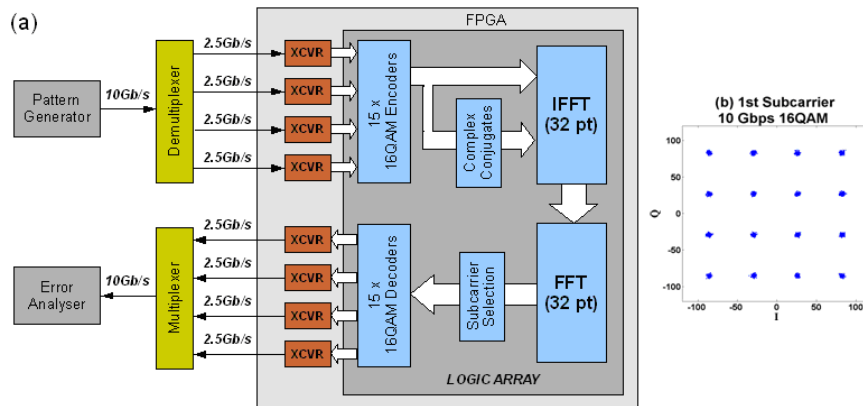 (a)
FPGA
Pattern
Generator
10Gb/s
Demultiplexer
2.5Gb/s
2.5Gb/s
2.5Gb/s
2.5Gb/s
XCVR
XCVR
XCVR
XCVR
15 x
16QAM Encoders
Complex
Conjugates
IFFT
(32 pt)
Error
Analyser
10Gb/s
Multiplexer
2.5Gb/s
2.5Gb/s
2.5Gb/s
2.5Gb/s
XCVR
XCVR
XCVR
XCVR
15 x
16QAM Decoders
Subcarrier
Selection
FFT
(32 pt)
LOGIC ARRAY
(b) 1st Subcarrier
10 Gbps 16QAM
100
50
0
-50
-100
Q
-100 -50 0 50 100
I